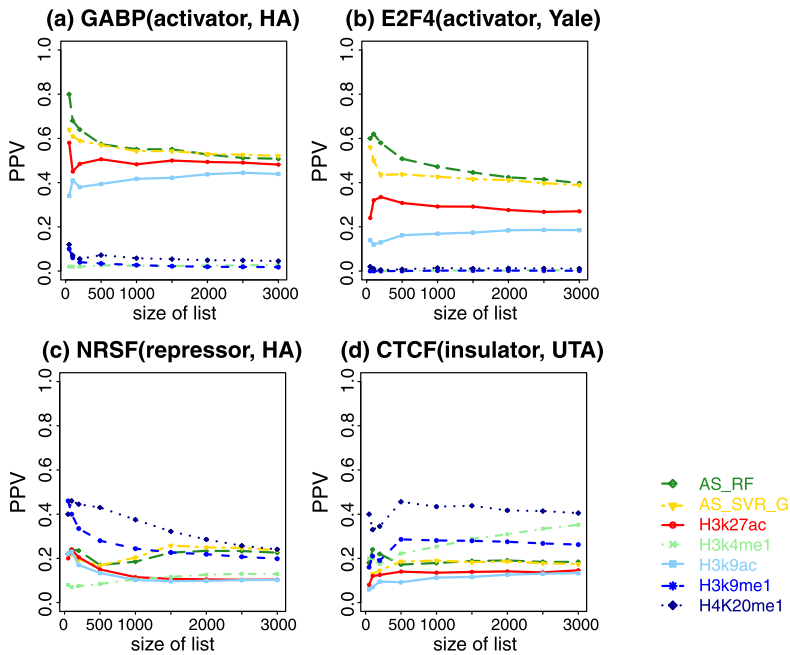 (a) GABP(activator, HA)
PPV
0.0 0.2 0.4 0.6 0.8 1.0
0 500 1000 2000 3000
size of list
(b) E2F4(activator, Yale)
PPV
0.0 0.2 0.4 0.6 0.8 1.0
0 500 1000 2000 3000
size of list
(c) NRSF(repressor, HA)
PPV
0.0 0.2 0.4 0.6 0.8 1.0
0 500 1000 2000 3000
size of list
(d) CTCF(insulator, UTA)
PPV
0.0 0.2 0.4 0.6 0.8 1.0
0 500 1000 2000 3000
size of list
AS_RF
AS_SVR_G
H3k27ac
H3k4me1
H3k9ac
H3k9me1
H4K20me1